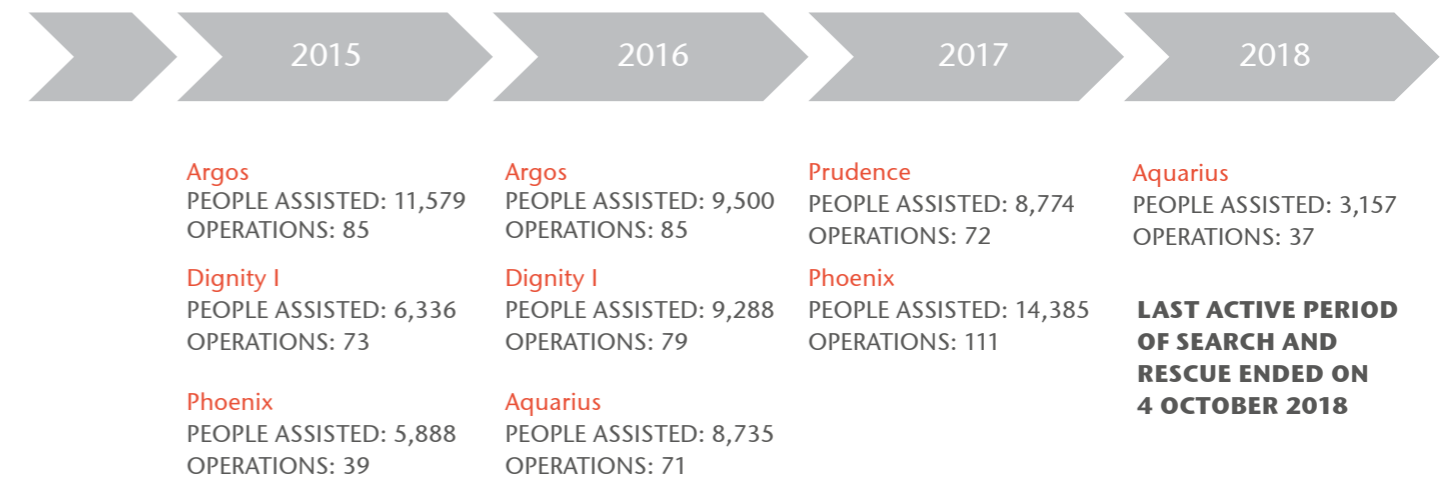 2015
2016
2017
2018
Argos
PEOPLE ASSISTED: 11,579
OPERATIONS: 85
Dignity I
PEOPLE ASSISTED: 6,336
OPERATIONS: 73
Phoenix
PEOPLE ASSISTED: 5,888
OPERATIONS: 39
Argos
PEOPLE ASSISTED: 9,500
OPERATIONS: 85
Dignity I
PEOPLE ASSISTED: 9,288
OPERATIONS: 79
Aquarius
PEOPLE ASSISTED: 8,735
OPERATIONS: 71
Prudence
PEOPLE ASSISTED: 8,774
OPERATIONS: 72
Phoenix
PEOPLE ASSISTED: 14,385
OPERATIONS: 111
Aquarius
PEOPLE ASSISTED: 3,157
OPERATIONS: 37
LAST ACTIVE PERIOD
OF SEARCH AND
RESCUE ENDED ON
4 OCTOBER 2018